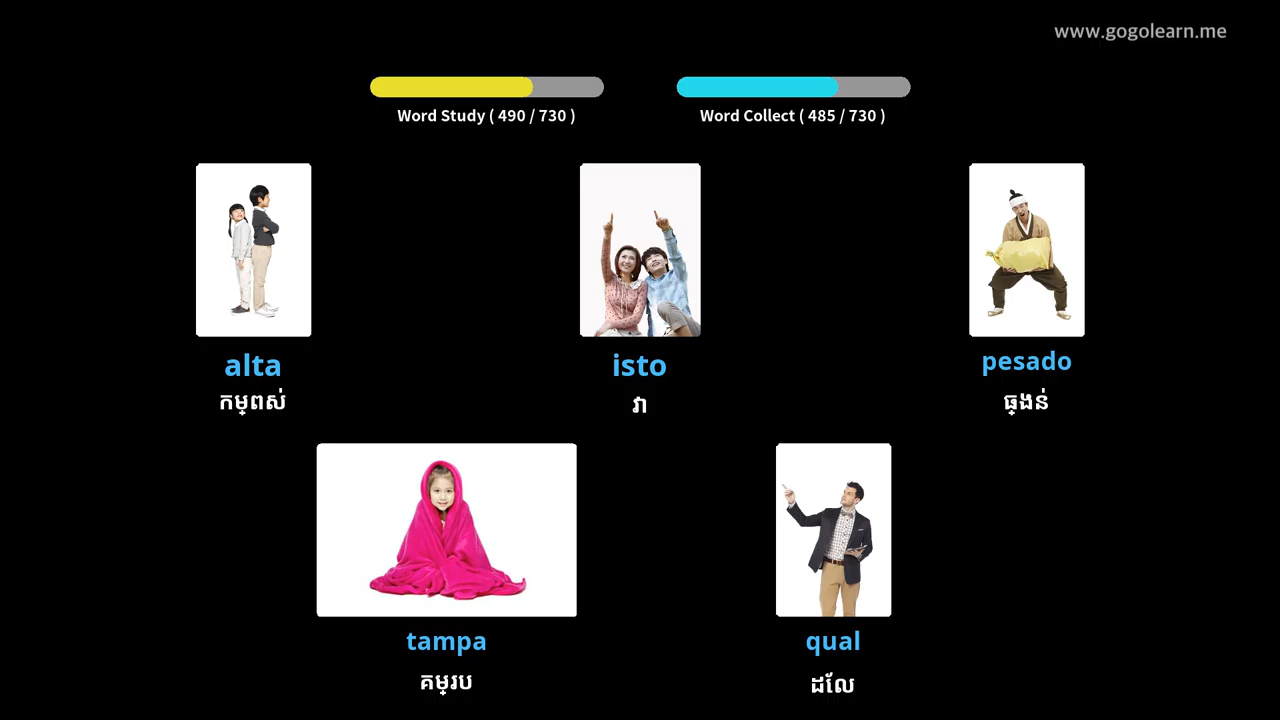 www.gogolearn.me
Word Study ( 490 / 730 )
Word Collect ( 485 / 730 )
alta
កម្ពស់
isto
វា
pesado
ធ្ងន់
tampa
គម្រប
qual
ដែល